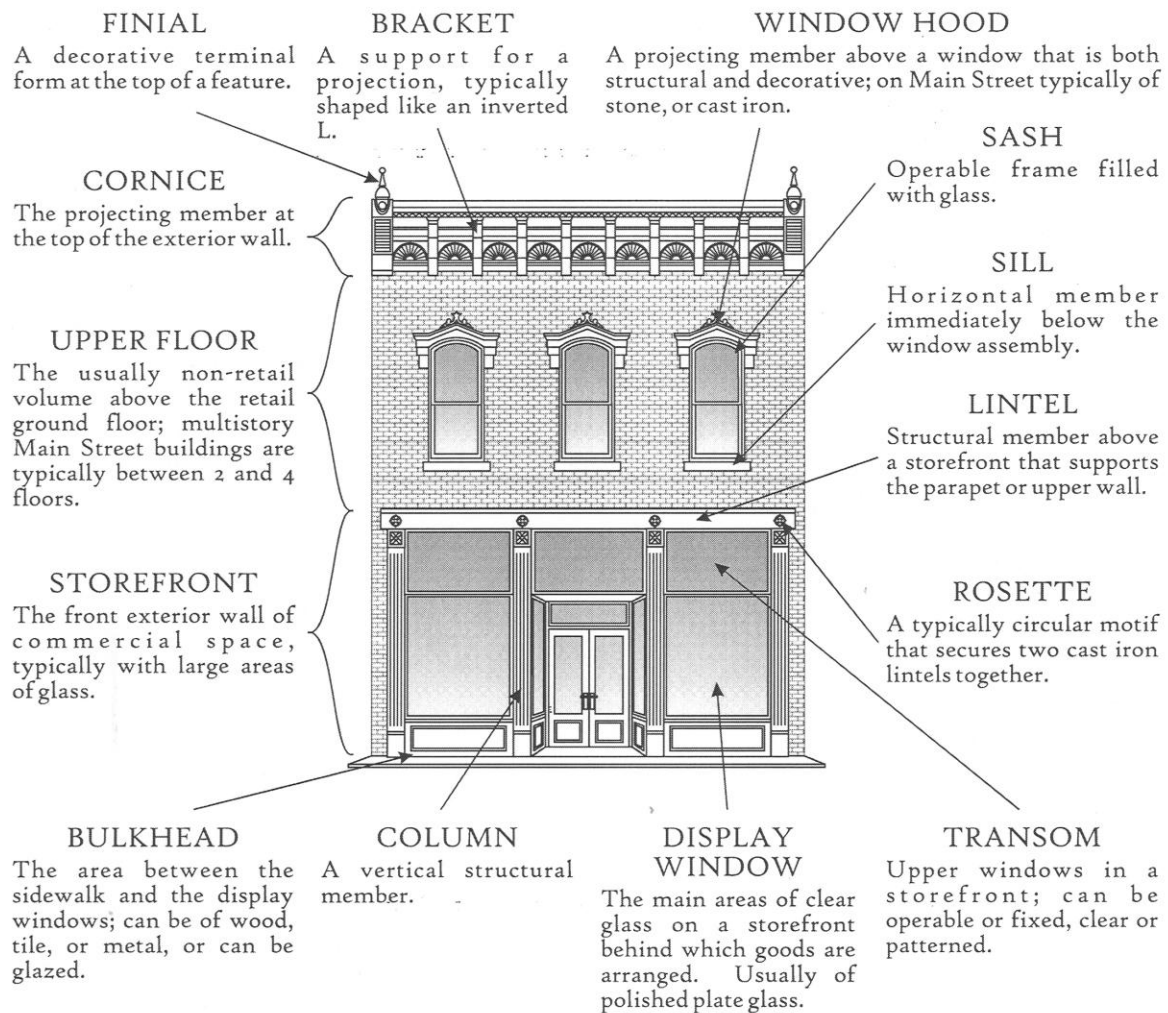 FINIAL
A decorative terminal
form at the top of a feature.
BRACKET
A support for a
projection, typically
shaped like an inverted
L.
WINDOW HOOD
A projecting member above a window that is both
structural and decorative; on Main Street typically of
stone, or cast iron.
SASH
Operable frame filled
with glass.
CORNICE
The projecting member at
the top of the exterior wall.
SILL
Horizontal member
immediately below the
window assembly.
UPPER FLOOR
The usually non-retail
volume above the retail
ground floor; multistory
Main Street buildings are
typically between 2 and 4
floors.
LINTEL
Structural member above
a storefront that supports
the parapet or upper wall.
STOREFRONT
The front exterior wall of
commercial space,
typically with large areas
of glass.
ROSETTE
A typically circular motif
that secures two cast iron
lintels together.
BULKHEAD
The area between the
sidewalk and the display
windows; can be of wood,
tile, or metal, or can be
glazed.
COLUMN
A vertical structural
member.
DISPLAY
WINDOW
The main areas of clear
glass on a storefront
behind which goods are
arranged. Usually of
polished plate glass.
TRANSOM
Upper windows in a
storefront; can be
operable or fixed, clear or
patterned.